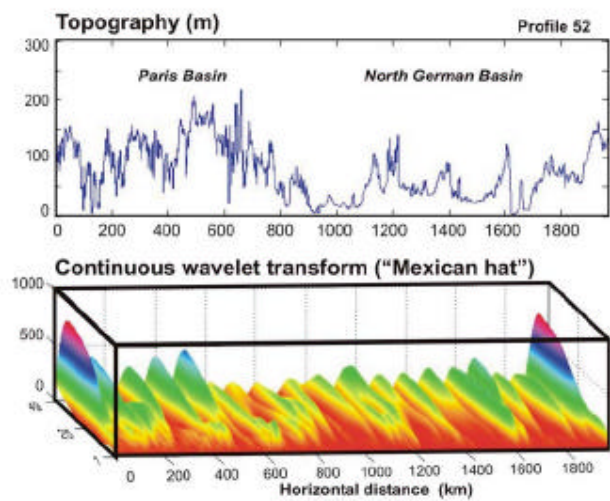 Topography (m)
Profile 52
300
200
100
0
Paris Basin
North German Basin
0 200 400 600 800 1000 1200 1400 1600 1800
Continuous wavelet transform (“Mexican hat”)
1000
500
0
0 200 400 600 800 1000 1200 1400 1600 1800
Horizontal distance (km)